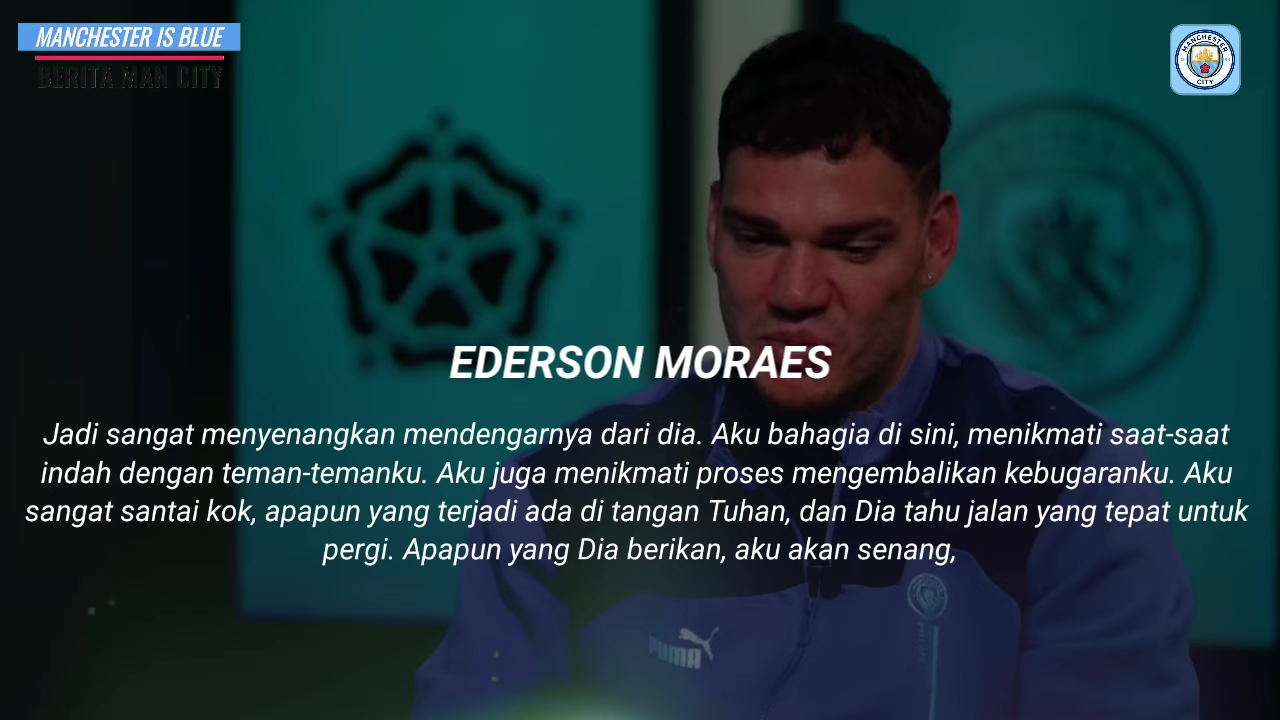 MANCHESTER IS BLUE
BERITA MAN CITY
MANCHESTER
CITY
EDERSON MORAES
Jadi sangat menyenangkan mendengarnya dari dia. Aku bahagia di sini, menikmati saat-saat
indah dengan teman-temanku. Aku juga menikmati proses mengembalikan kebugaranku. Aku
sangat santai kok, apapun yang terjadi ada di tangan Tuhan, dan Dia tahu jalan yang tepat untuk
pergi. Apapun yang Dia berikan, aku akan senang,
PUMA